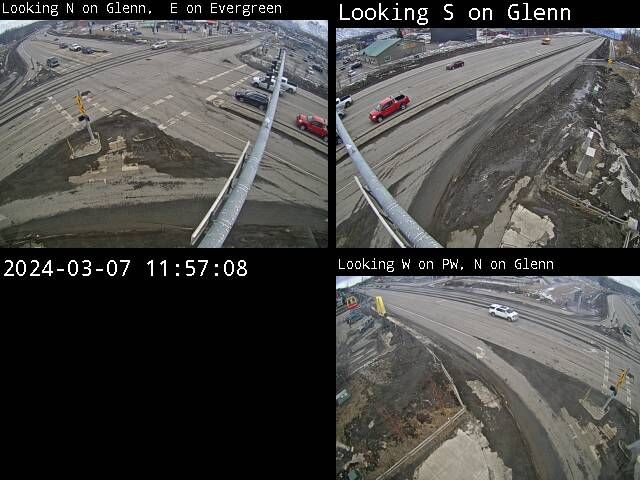 Looking N on Glenn,  E on Evergreen
Looking S on Glenn
2024-03-07 11:57:08
Looking W on PW, N on Glenn